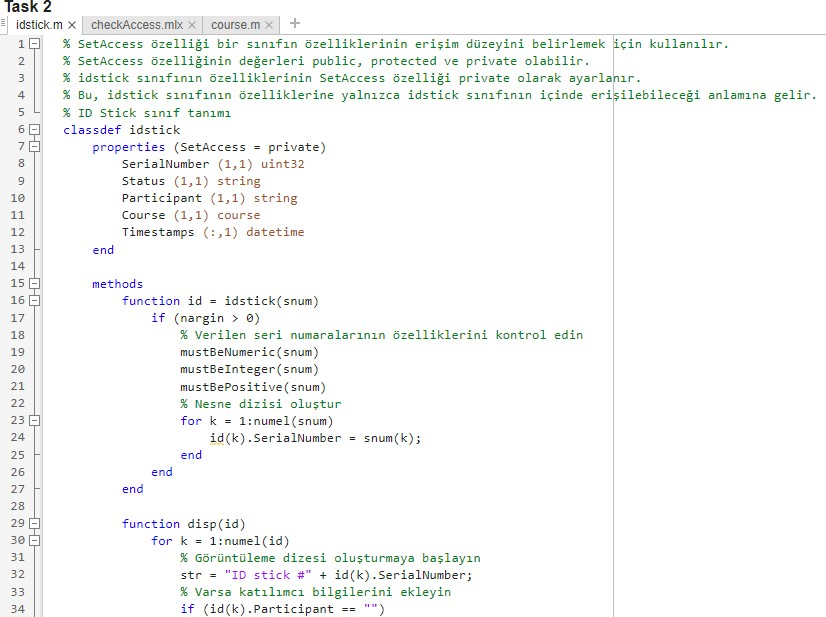 Task 2
idstick.m × checkAccess.mlx × course.m × +
1 % SetAccess özelliği bir sınıfın özelliklerinin erişim düzeyini belirlemek için kullanılır.
2 % SetAccess özelliğinin değerleri public, protected ve private olabilir.
3 % idstick sınıfının özelliklerinin SetAccess özelliği private olarak ayarlanır.
4 % Bu, idstick sınıfının özelliklerine yalnızca idstick sınıfının içinde erişilebileceği anlamına gelir.
5 % ID Stick sınıf tanımı
6 classdef idstick
7 properties (SetAccess = private)
8 SerialNumber (1,1) uint32
9 Status (1,1) string
10 Participant (1,1) string
11 Course (1,1) course
12 Timestamps (:,1) datetime
13 end
14
15 methods
16 function id = idstick(snum)
17 if (nargin > 0)
18 % Verilen seri numaralarının özelliklerini kontrol edin
19 mustBeNumeric(snum)
20 mustBeInteger(snum)
21 mustBePositive(snum)
22 % Nesne dizisi oluştur
23 for k = 1:numel(snum)
24 id(k).SerialNumber = snum(k);
25 end
26 end
27 end
28
29 function disp(id)
30 for k = 1:numel(id)
31 % Görüntüleme dizesi oluşturmaya başlayın
32 str = "ID stick #" + id(k).SerialNumber;
33 % Varsa katılımcı bilgilerini ekleyin
34 if (id(k).Participant == "")